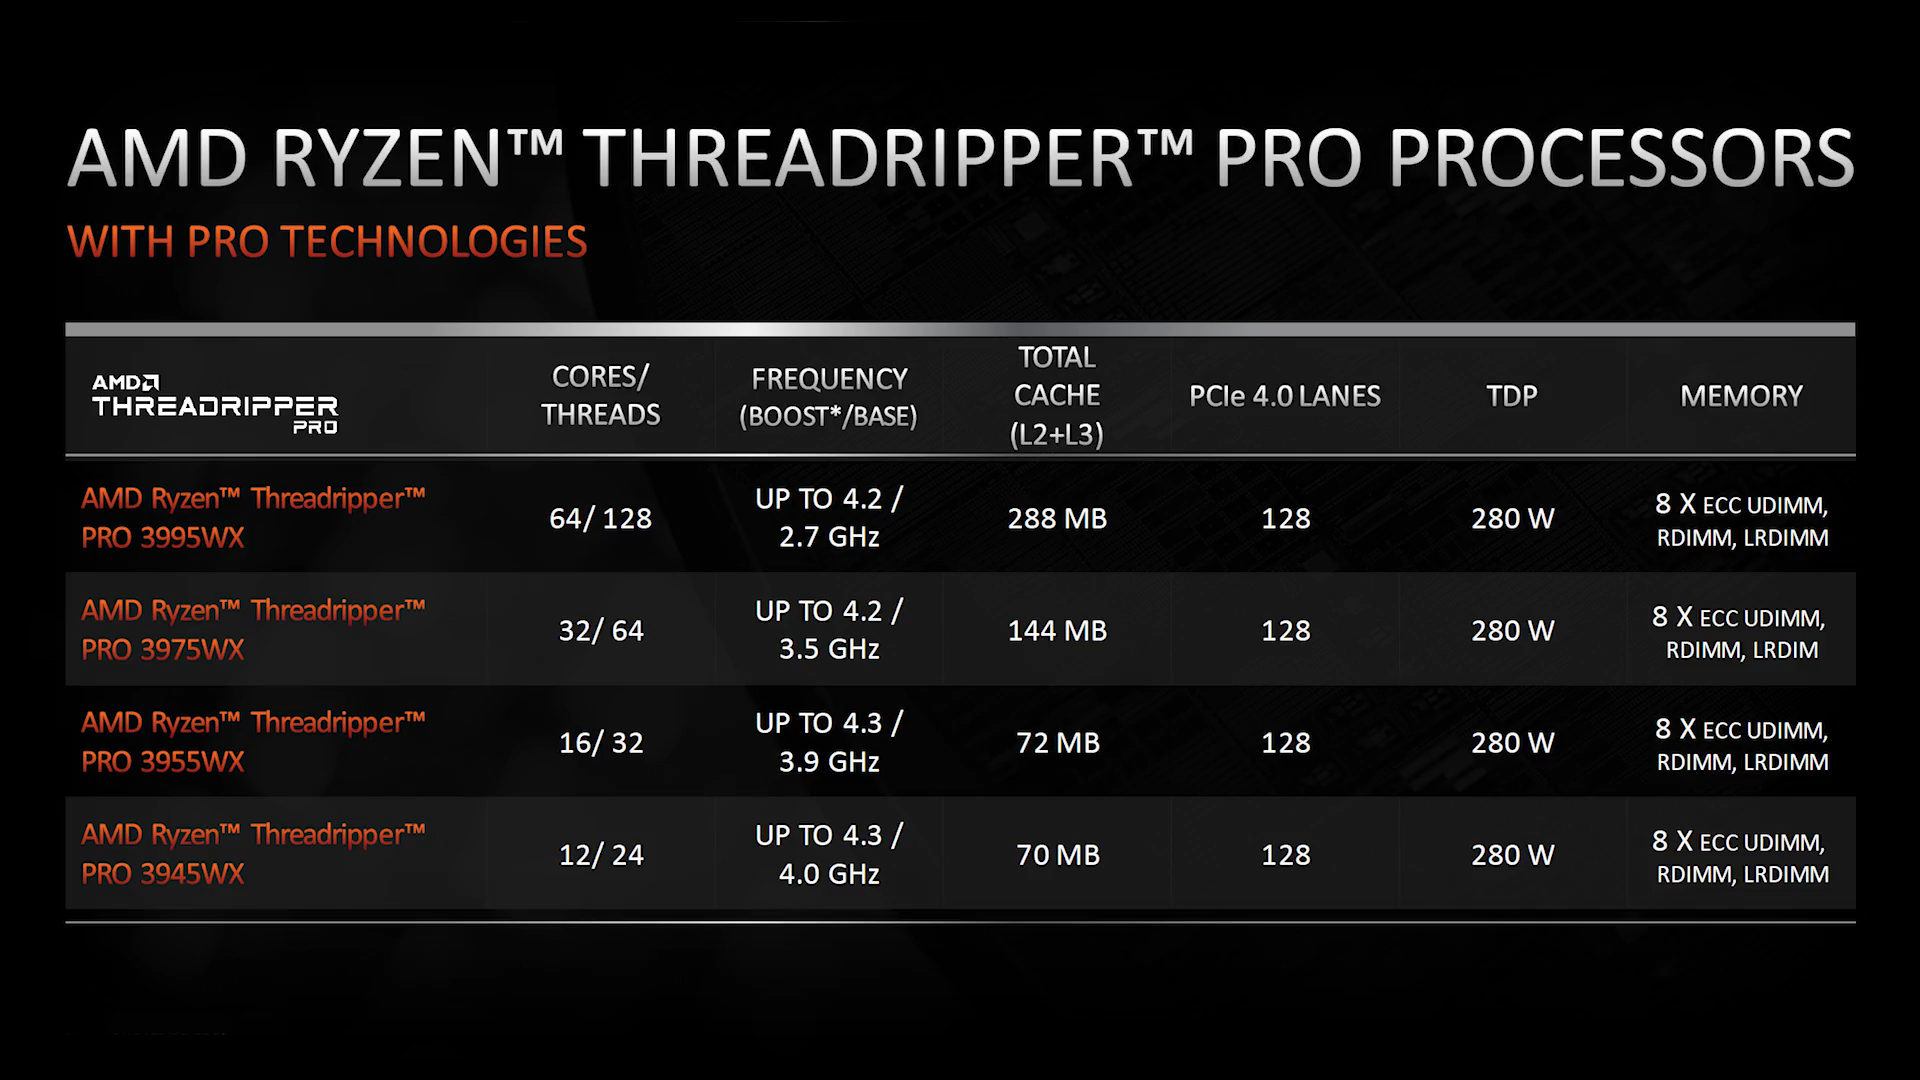 AMD RYZEN™ THREADRIPPER™ PRO PROCESSORS
WITH PRO TECHNOLOGIES
AMD
THREADRIPPER
PRO
CORES/
THREADS
FREQUENCY
(BOOST*/BASE)
TOTAL
CACHE
(L2+L3)
PCIe 4.0 LANES
TDP
MEMORY
AMD Ryzen™ Threadripper™
PRO 3995WX
64/ 128
UP TO 4.2 /
2.7 GHz
288 MB
128
280 W
8 X ECC UDIMM,
RDIMM, LRDIMM
AMD Ryzen™ Threadripper™
PRO 3975WX
32/ 64
UP TO 4.2 /
3.5 GHz
144 MB
128
280 W
8 X ECC UDIMM,
RDIMM, LRDIM
AMD Ryzen™ Threadripper™
PRO 3955WX
16/ 32
UP TO 4.3 /
3.9 GHz
72 MB
128
280 W
8 X ECC UDIMM,
RDIMM, LRDIMM
AMD Ryzen™ Threadripper™
PRO 3945WX
12/ 24
UP TO 4.3 /
4.0 GHz
70 MB
128
280 W
8 X ECC UDIMM,
RDIMM, LRDIMM